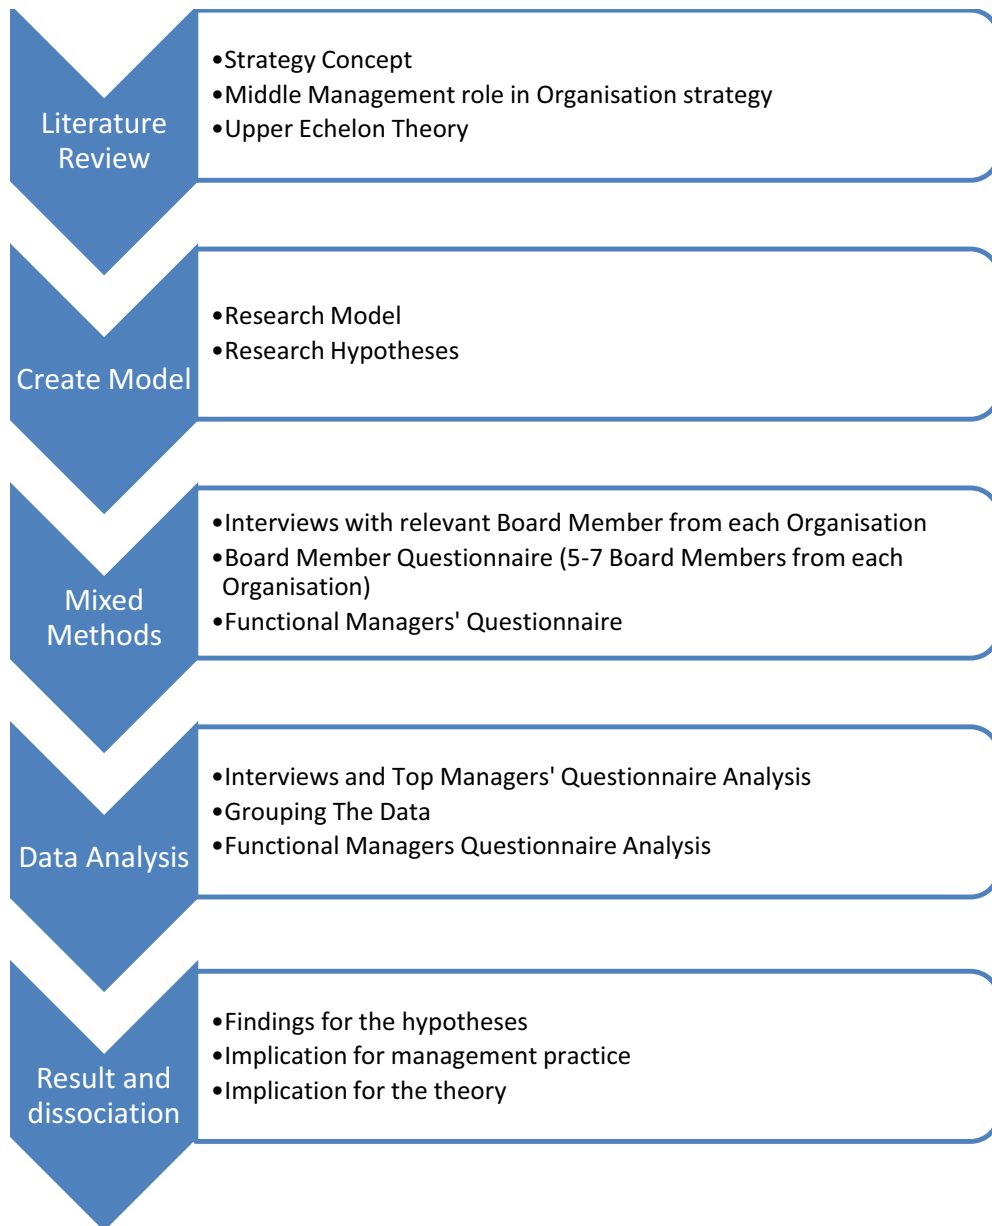 Literature
Review
•Strategy Concept
•Middle Management role in Organisation strategy
•Upper Echelon Theory
Create Model
•Research Model
•Research Hypotheses
Mixed
Methods
•Interviews with relevant Board Member from each Organisation
•Board Member Questionnaire (5-7 Board Members from each
Organisation)
•Functional Managers' Questionnaire
Data Analysis
•Interviews and Top Managers' Questionnaire Analysis
•Grouping The Data
•Functional Managers Questionnaire Analysis
Result and
dissociation
•Findings for the hypotheses
•Implication for management practice
•Implication for the theory